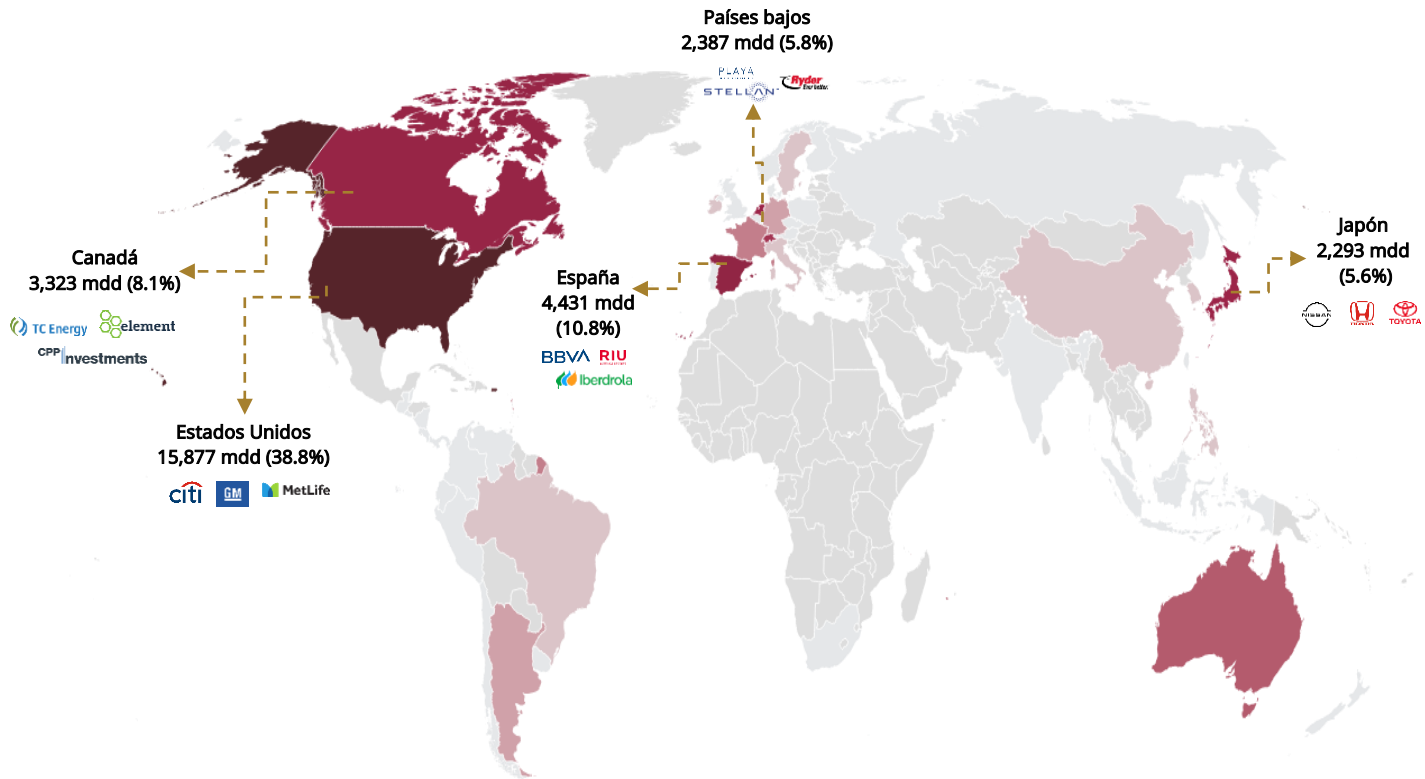 Países bajos
2,387 mdd (5.8%)
PLAYA
STELLAN
Ryder
Canadá
3,323 mdd (8.1%)
TC Energy
element
CPP Investments
España
4,431 mdd
(10.8%)
BBVA
RIU
Iberdrola
Japón
2,293 mdd
(5.6%)
NISSAN
HONDA
TOYOTA
Estados Unidos
15,877 mdd (38.8%)
citi
GM
MetLife